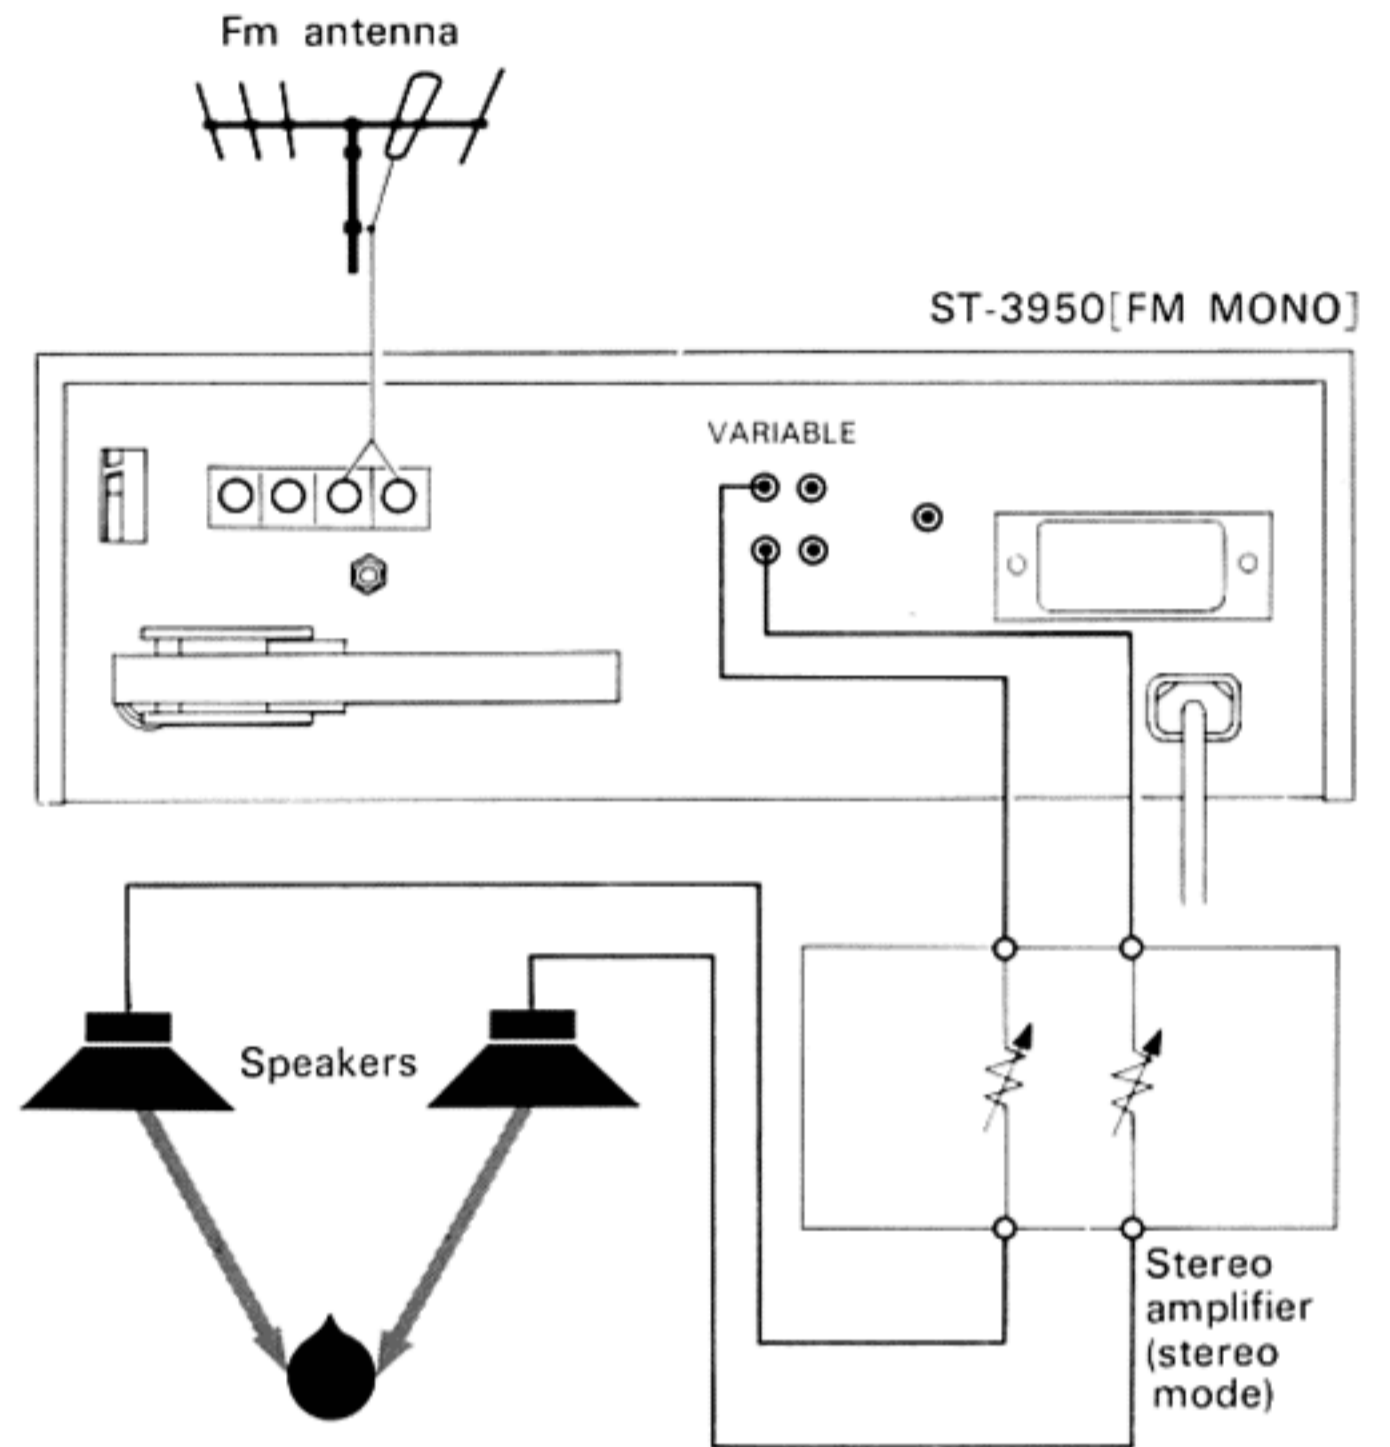 Fm antenna
ST-3950[FM MONO]
VARIABLE
Speakers
Stereo
amplifier
(stereo
mode)